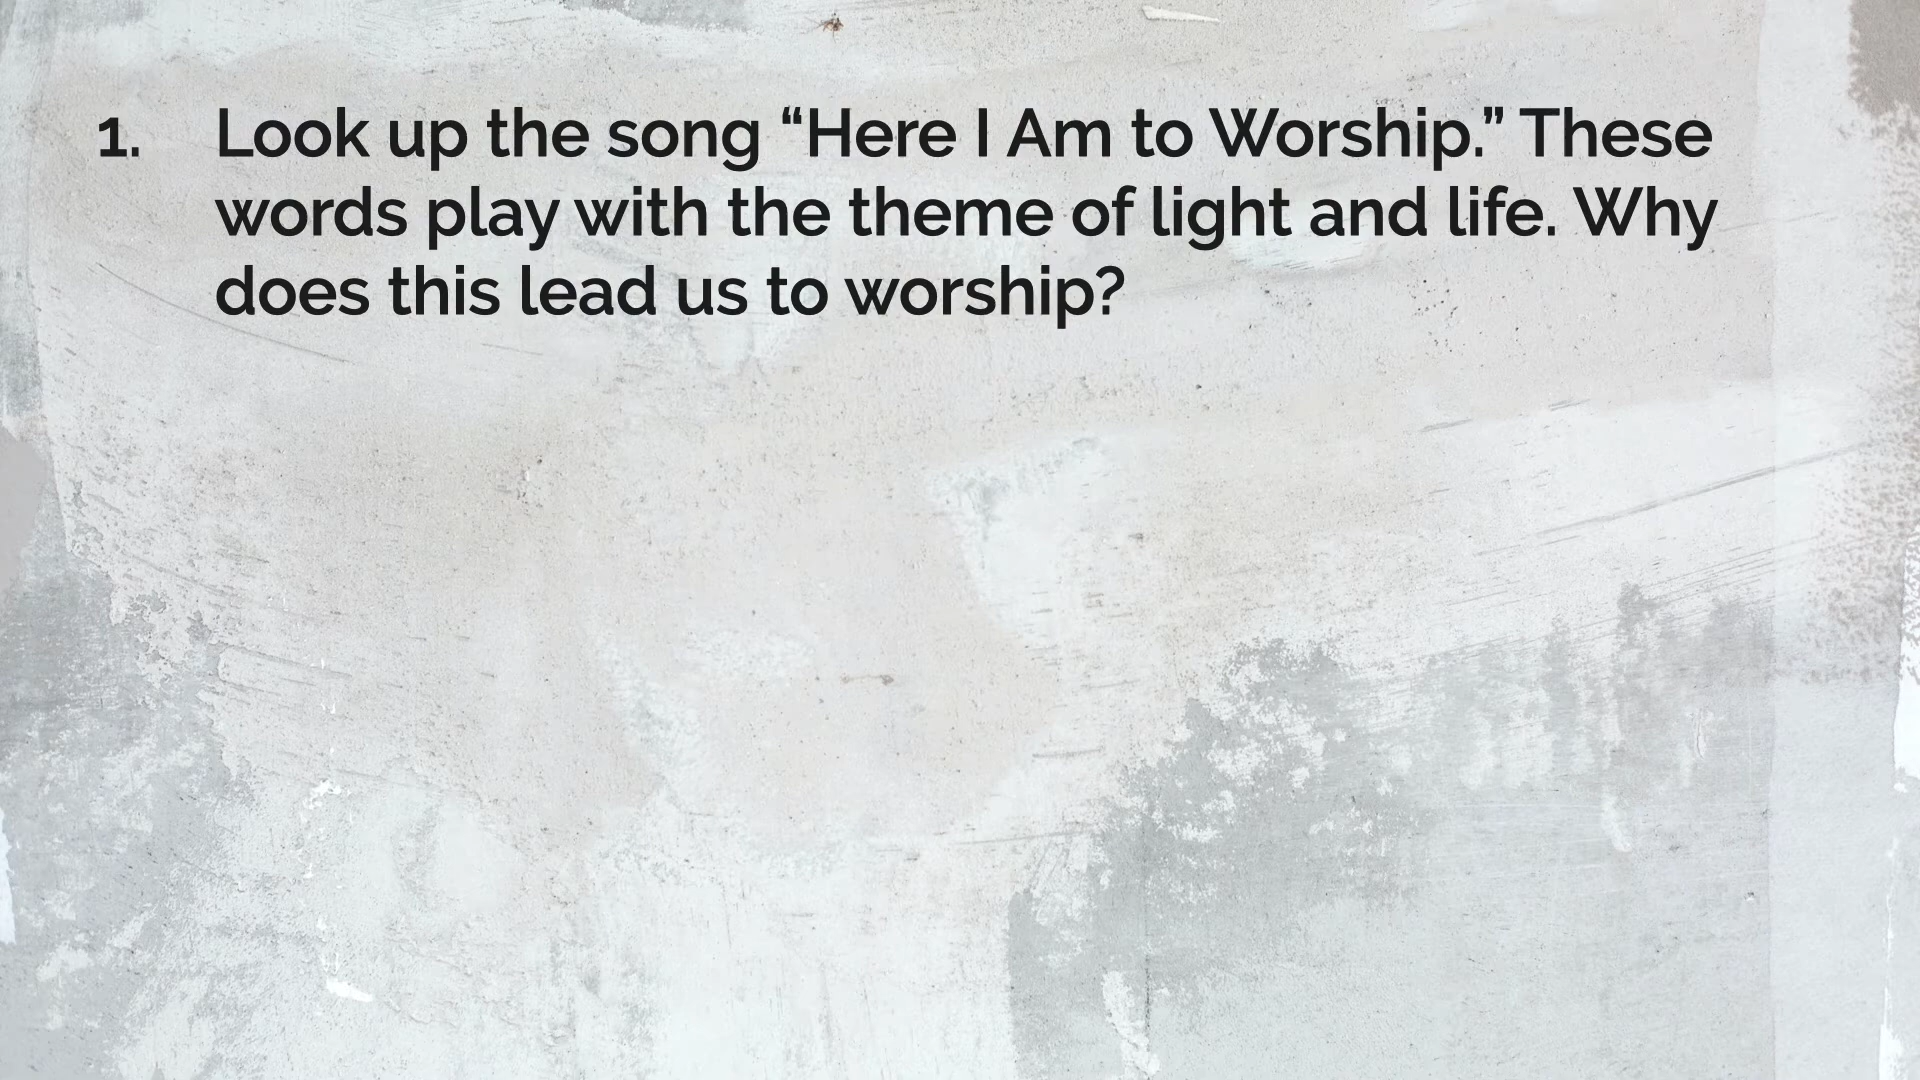 1. Look up the song “Here I Am to Worship.” These
words play with the theme of light and life. Why
does this lead us to worship?